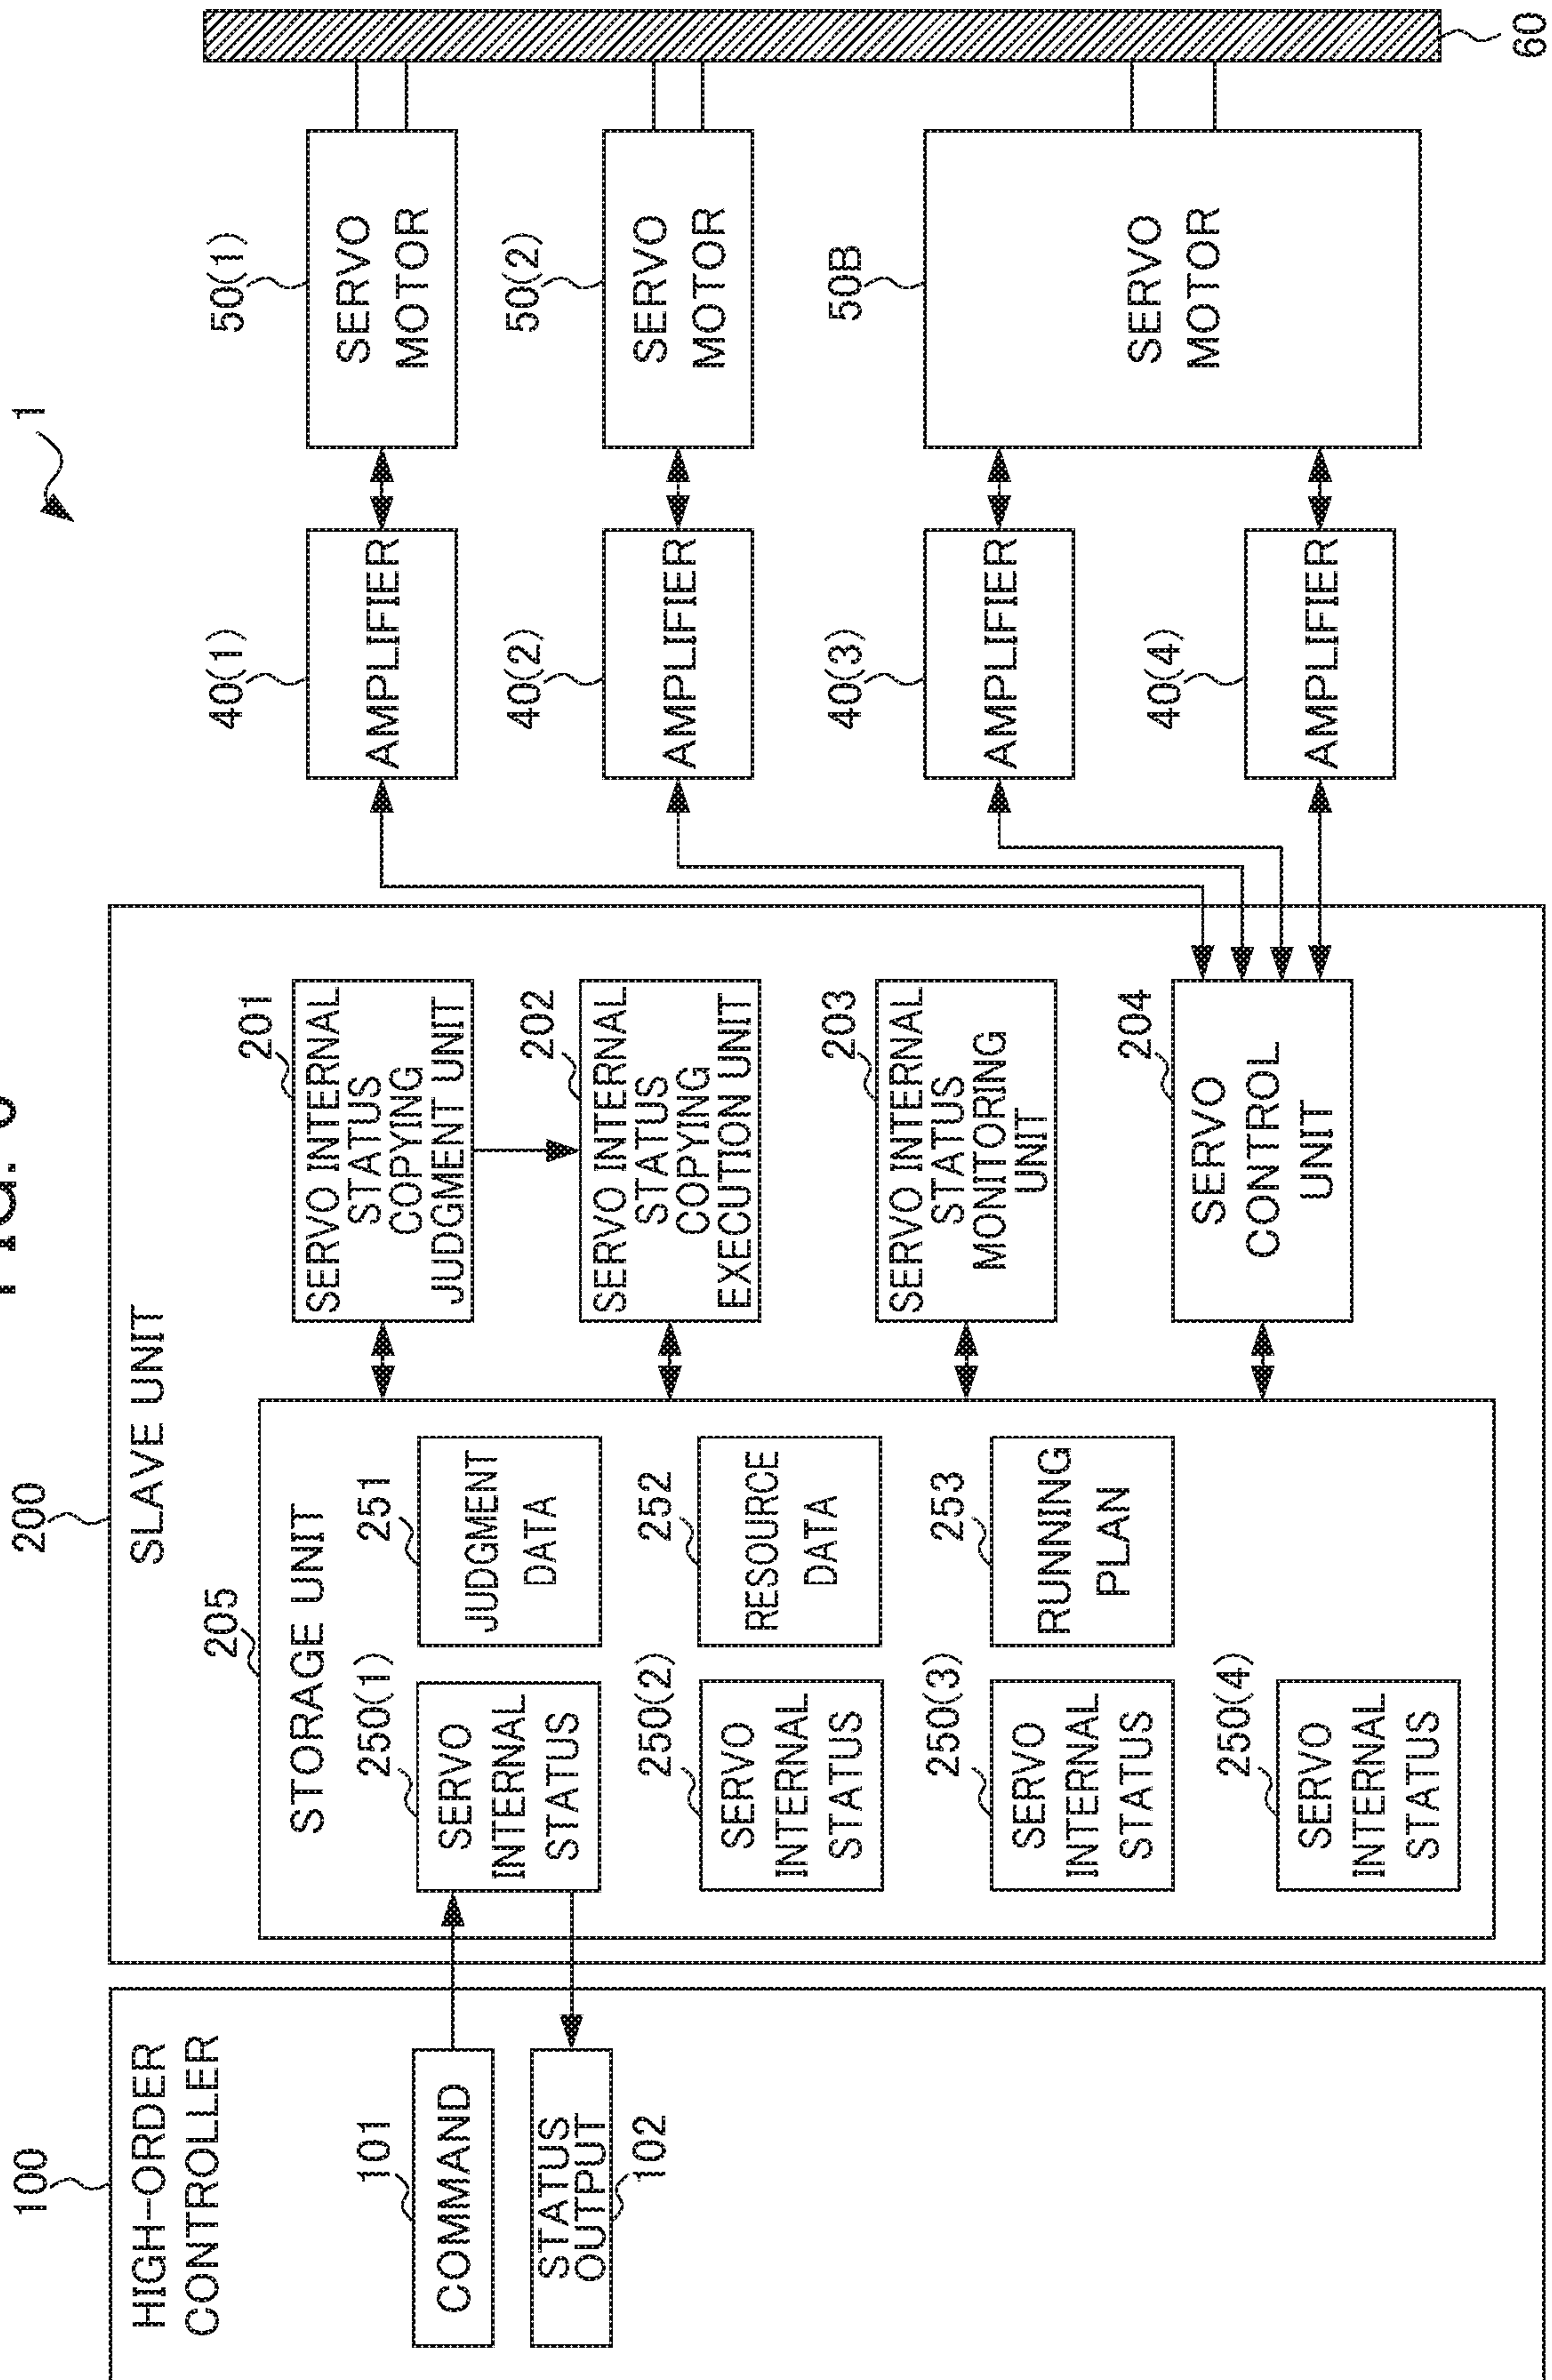 1
100
HIGH-ORDER
CONTROLLER
101
COMMAND
STATUS
OUTPUT
102
200
SLAVE UNIT
205
STORAGE UNIT
250(1)
SERVO
INTERNAL
STATUS
250(2)
SERVO
INTERNAL
STATUS
250(3)
SERVO
INTERNAL
STATUS
250(4)
SERVO
INTERNAL
STATUS
251
JUDGMENT
DATA
252
RESOURCE
DATA
253
RUNNING
PLAN
201
SERVO INTERNAL
STATUS
COPYING
JUDGMENT UNIT
202
SERVO INTERNAL
STATUS
COPYING
EXECUTION UNIT
203
SERVO INTERNAL
STATUS
MONITORING
UNIT
204
SERVO
CONTROL
UNIT
40(1)
AMPLIFIER
40(2)
AMPLIFIER
40(3)
AMPLIFIER
40(4)
AMPLIFIER
50(1)
SERVO
MOTOR
50(2)
SERVO
MOTOR
50B
SERVO
MOTOR
60